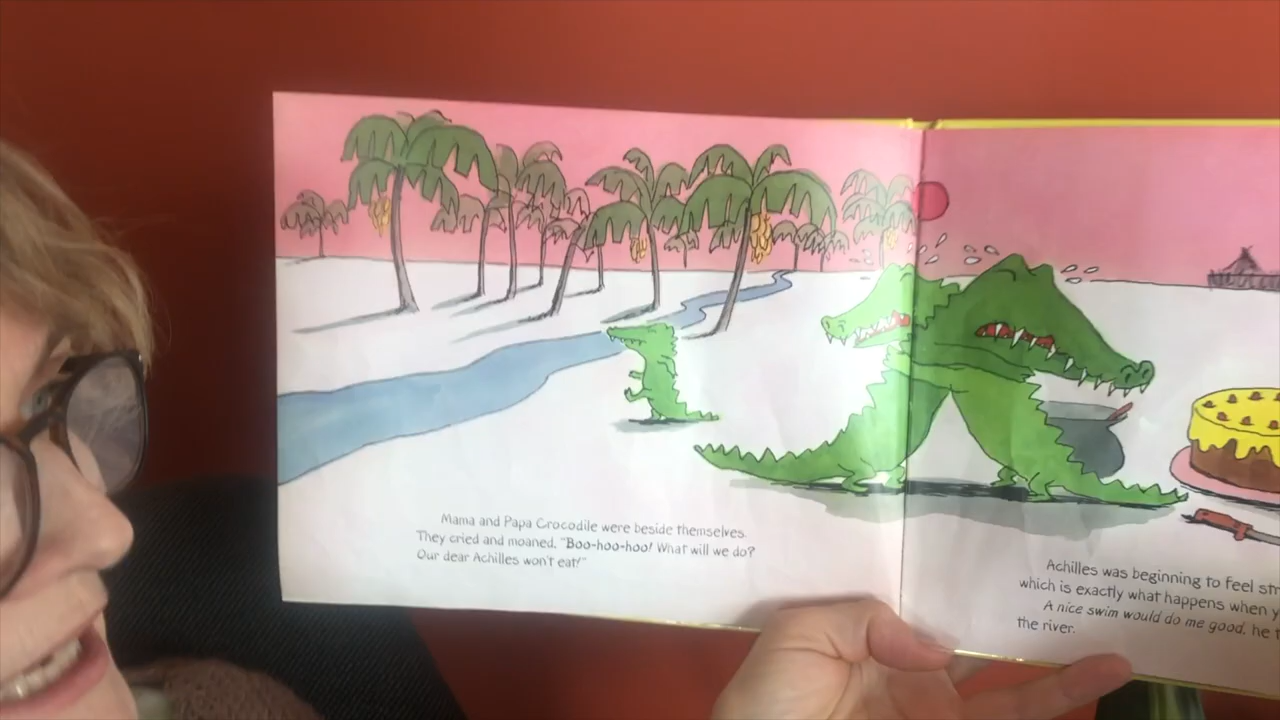 Mama and Papa Crocodile were beside themselves.
They cried and moaned, "Boo-hoo-hoo! What will we do?
Our dear Achilles won't eat!"
Achilles was beginning to feel
which is exactly what happens when
A nice swim would do me good, he
the river.